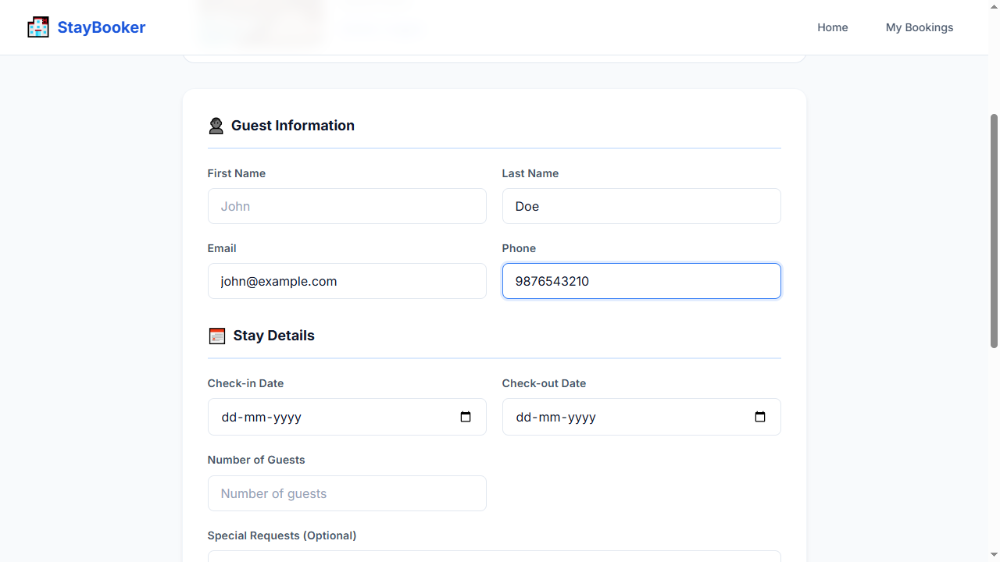 StayBooker
Home
My Bookings
Guest Information
First Name
Last Name
John
Doe
Email
Phone
john@example.com
9876543210
Stay Details
Check-in Date
Check-out Date
dd-mm-yyyy
dd-mm-yyyy
Number of Guests
Number of guests
Special Requests (Optional)